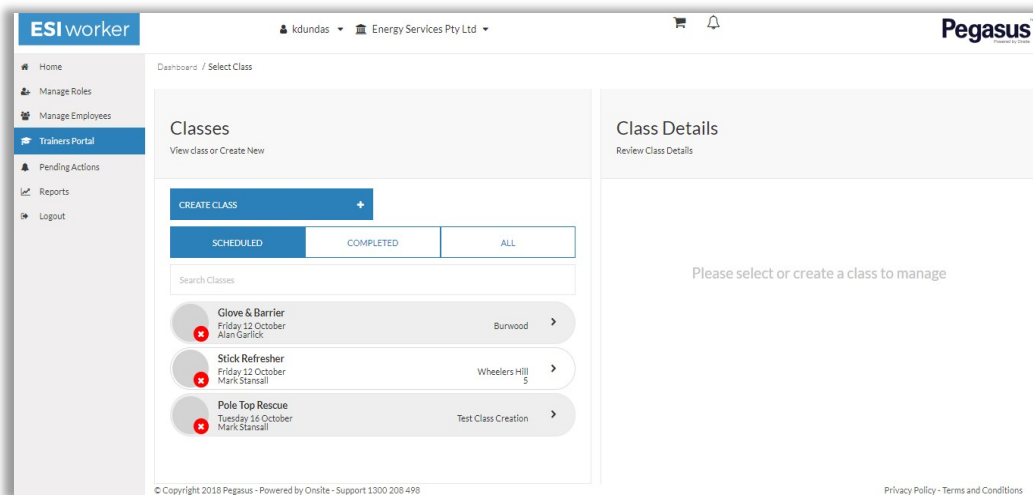 ESI worker
kdundas
Energy Services Pty Ltd
Pegasus
Powered by Onsite
Home
Manage Roles
Manage Employees
Trainers Portal
Pending Actions
Reports
Logout
Dashboard / Select Class
Classes
View class or Create New
CREATE CLASS +
SCHEDULED COMPLETED ALL
Search Classes
Glove & Barrier
Friday 12 October Burwood
Alan Garlick
Stick Refresher
Friday 12 October Wheelers Hill
Mark Stansall 5
Pole Top Rescue
Tuesday 16 October Test Class Creation
Mark Stansall
Class Details
Review Class Details
Please select or create a class to manage
© Copyright 2018 Pegasus - Powered by Onsite - Support 1300 208 498
Privacy Policy - Terms and Conditions